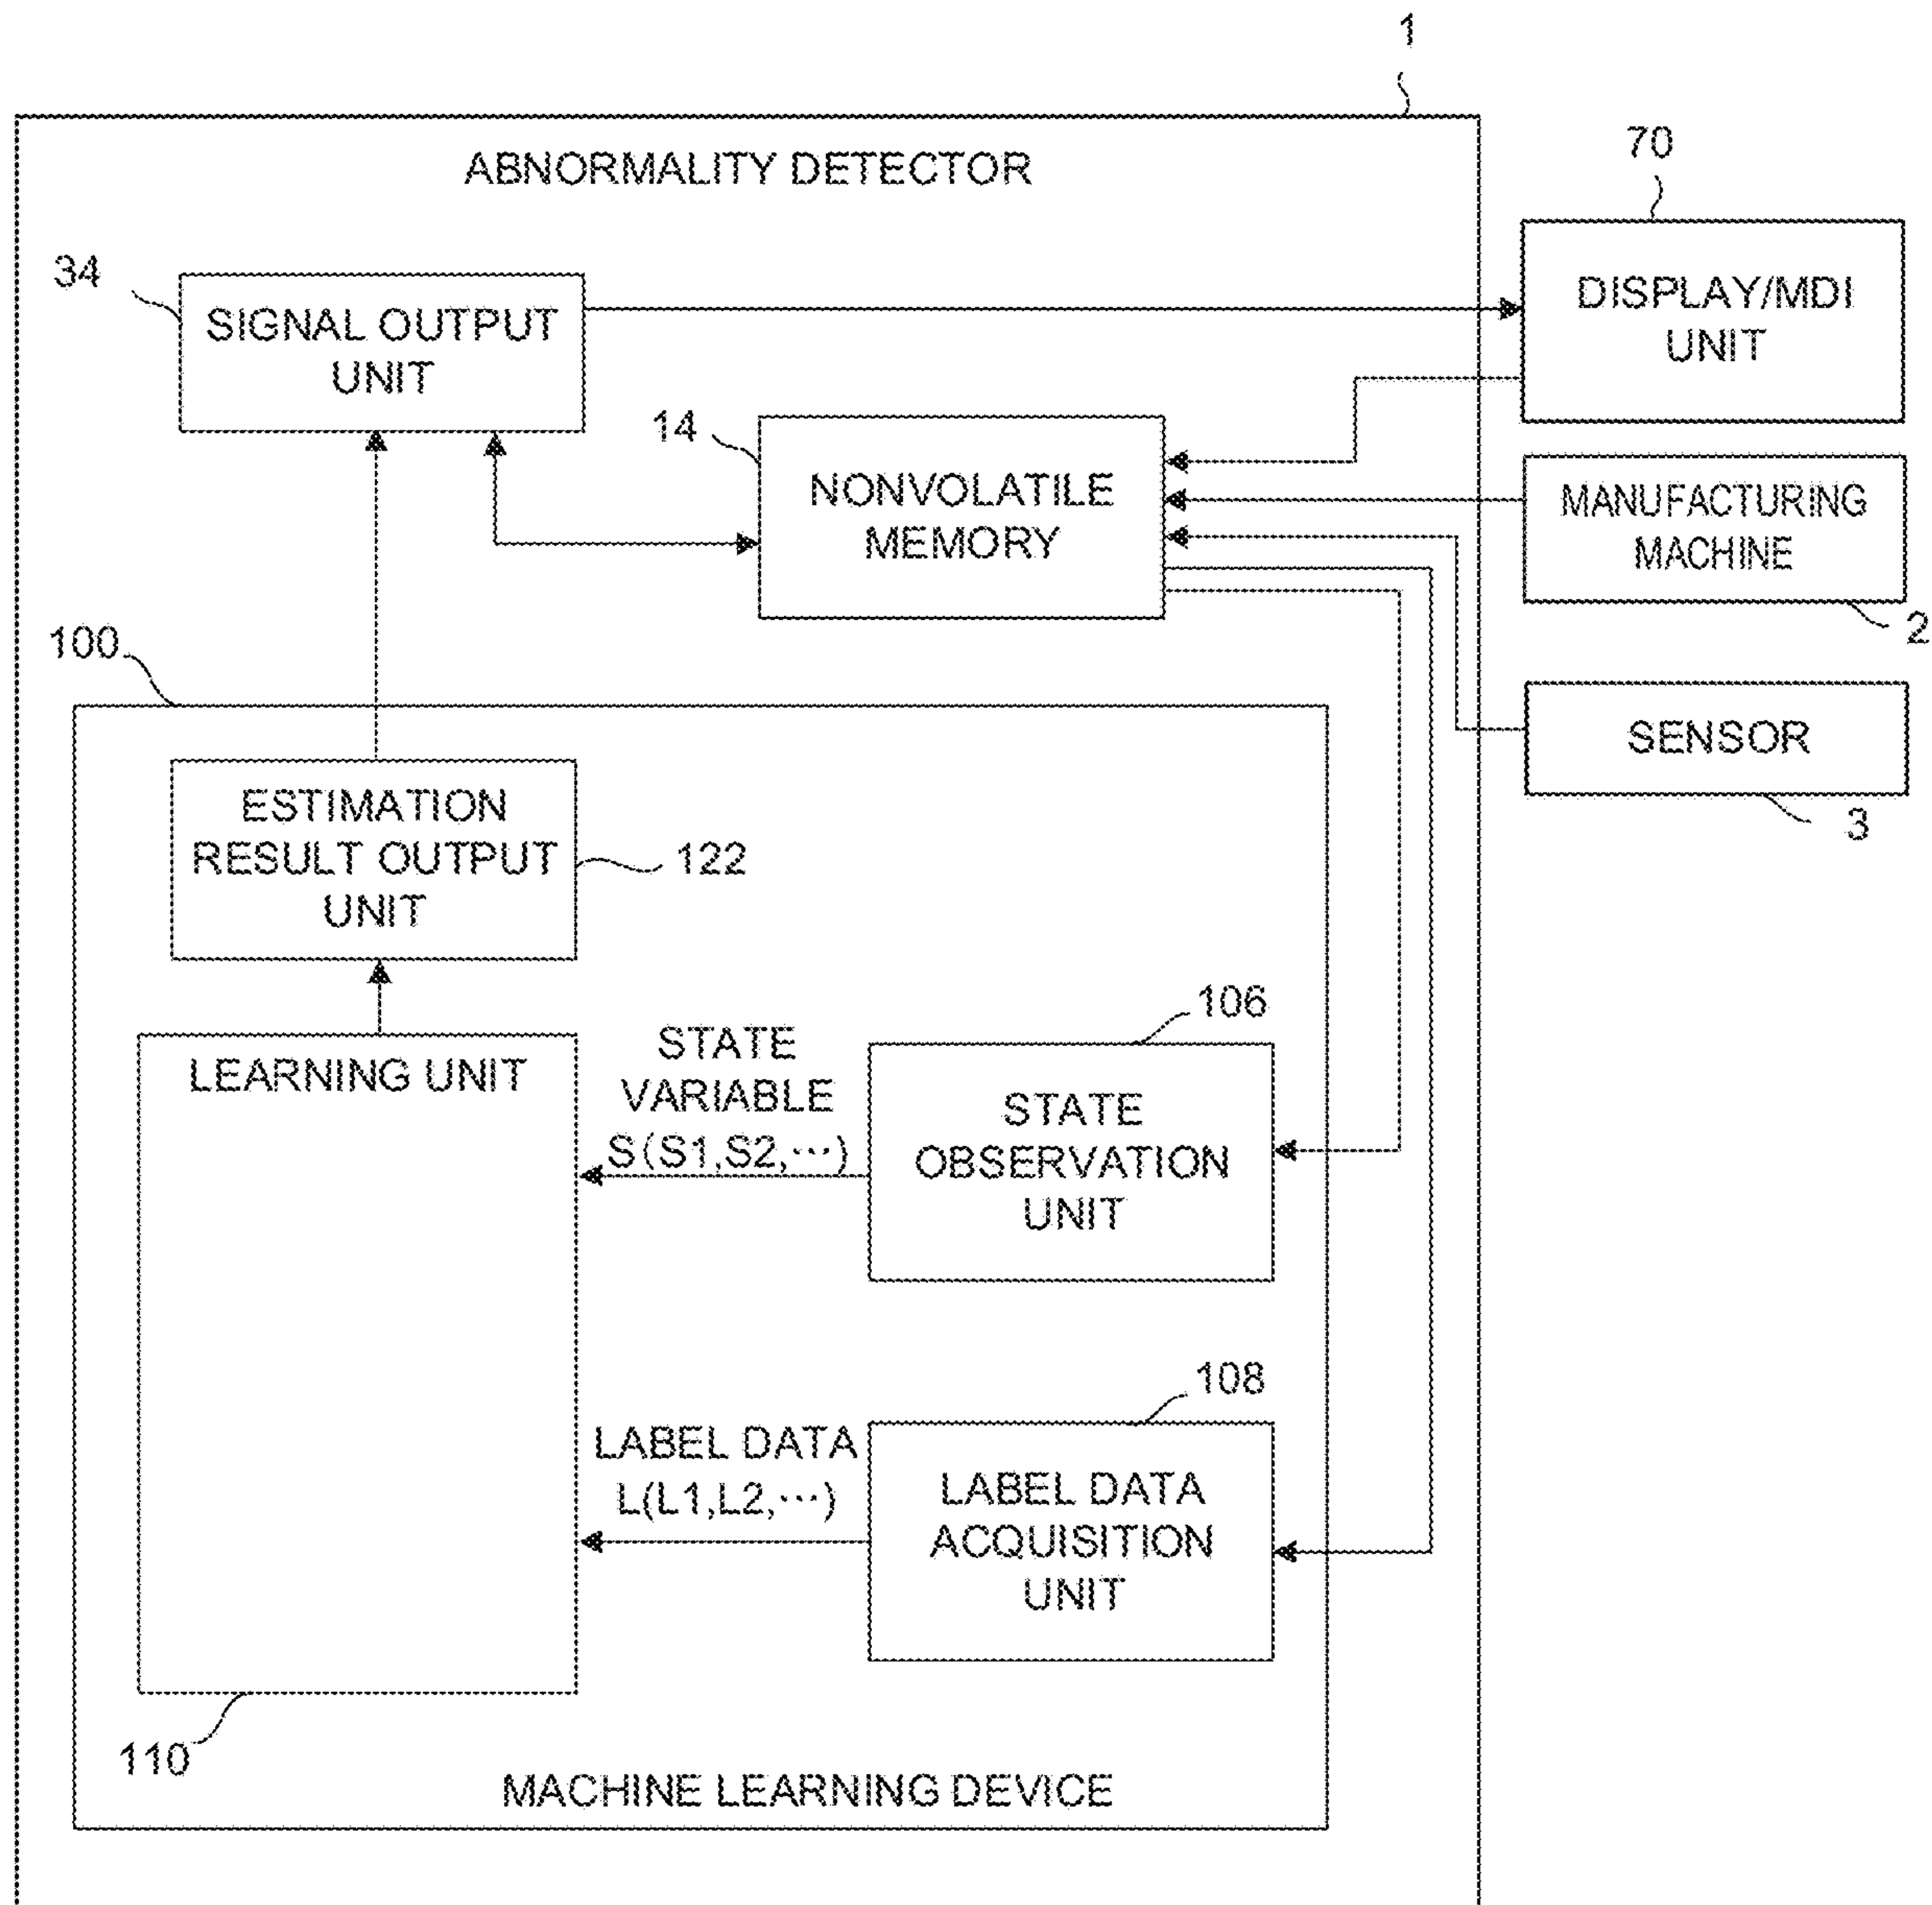 1
ABNORMALITY DETECTOR
70
DISPLAY/MDI
UNIT
34
SIGNAL OUTPUT
UNIT
14
NONVOLATILE
MEMORY
MANUFACTURING
MACHINE
2
100
SENSOR
3
ESTIMATION
RESULT OUTPUT
UNIT
122
LEARNING UNIT
STATE
VARIABLE
S(S1,S2,⋯)
106
STATE
OBSERVATION
UNIT
LABEL DATA
L(L1,L2,⋯)
108
LABEL DATA
ACQUISITION
UNIT
110
MACHINE LEARNING DEVICE